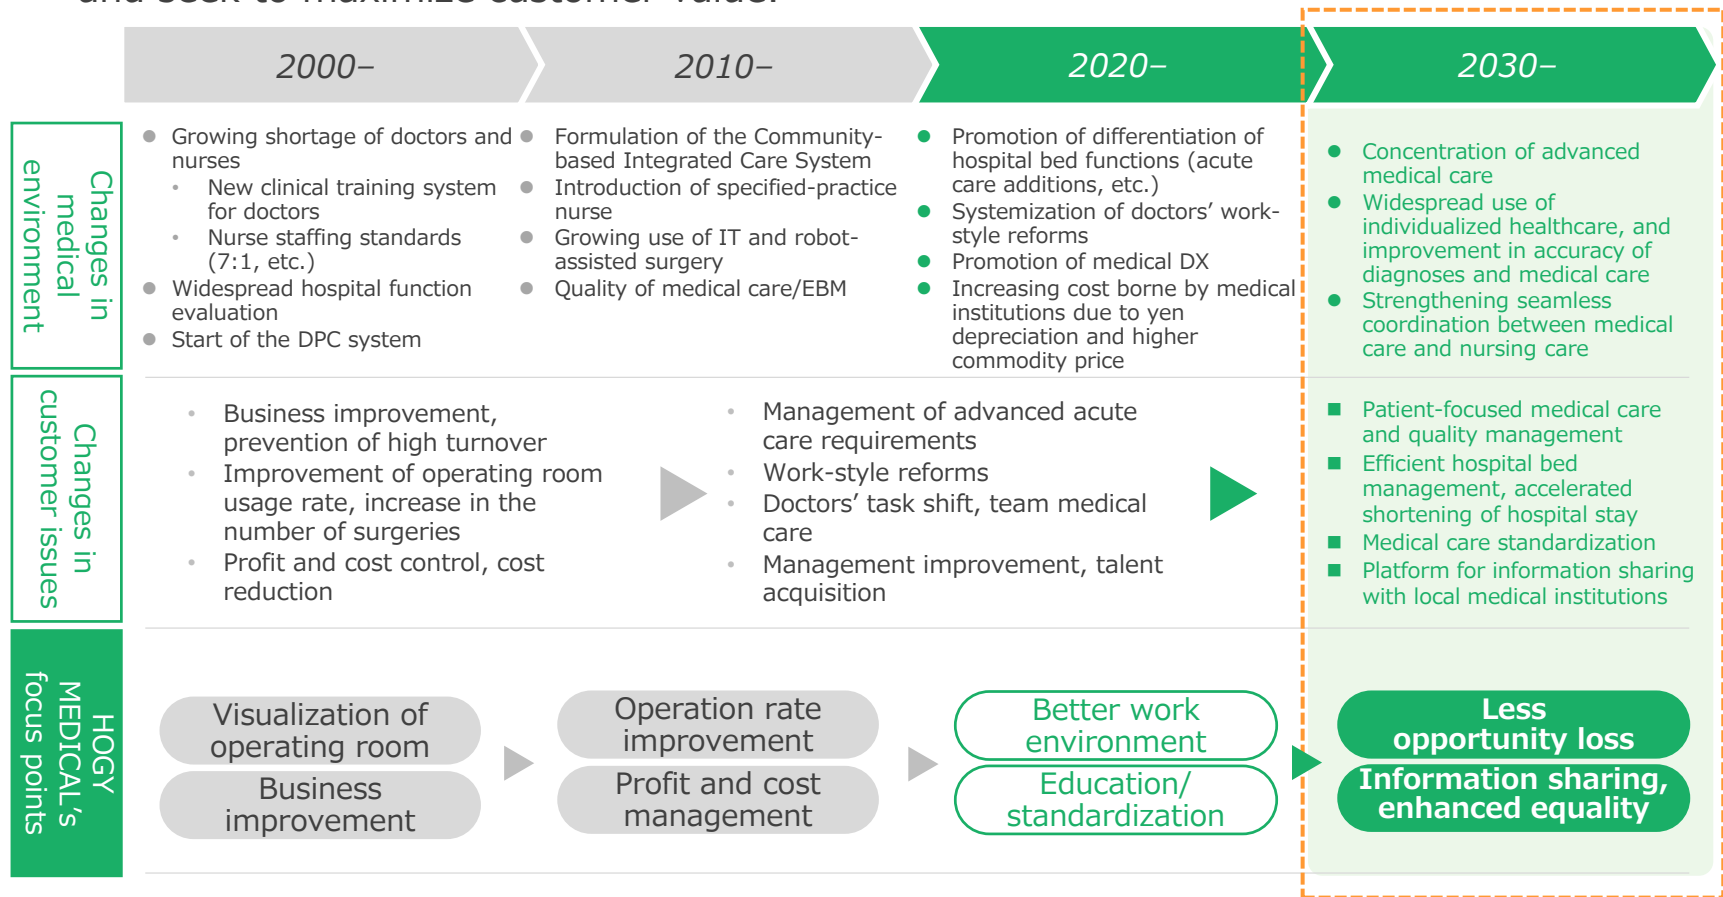 and seek to maximize customer value.
2000–
2010–
2020–
2030–
Changes in
medical
environment
● Growing shortage of doctors and
nurses
• New clinical training system
for doctors
• Nurse staffing standards
(7:1, etc.)
● Widespread hospital function
evaluation
● Start of the DPC system
● Formulation of the Community-
based Integrated Care System
● Introduction of specified-practice
nurse
● Growing use of IT and robot-
assisted surgery
● Quality of medical care/EBM
● Promotion of differentiation of
hospital bed functions (acute
care additions, etc.)
● Systemization of doctors’ work-
style reforms
● Promotion of medical DX
● Increasing cost borne by medical
institutions due to yen
depreciation and higher
commodity price
● Concentration of advanced
medical care
● Widespread use of
individualized healthcare, and
improvement in accuracy of
diagnoses and medical care
● Strengthening seamless
coordination between medical
care and nursing care
Changes in
customer issues
• Business improvement,
prevention of high turnover
• Improvement of operating room
usage rate, increase in the
number of surgeries
• Profit and cost control, cost
reduction
• Management of advanced acute
care requirements
• Work-style reforms
• Doctors’ task shift, team medical
care
• Management improvement, talent
acquisition
■ Patient-focused medical care
and quality management
■ Efficient hospital bed
management, accelerated
shortening of hospital stay
■ Medical care standardization
■ Platform for information sharing
with local medical institutions
HOGY
MEDICAL’s
focus points
Visualization of
operating room
Business
improvement
Operation rate
improvement
Profit and cost
management
Better work
environment
Education/
standardization
Less
opportunity loss
Information sharing,
enhanced equality